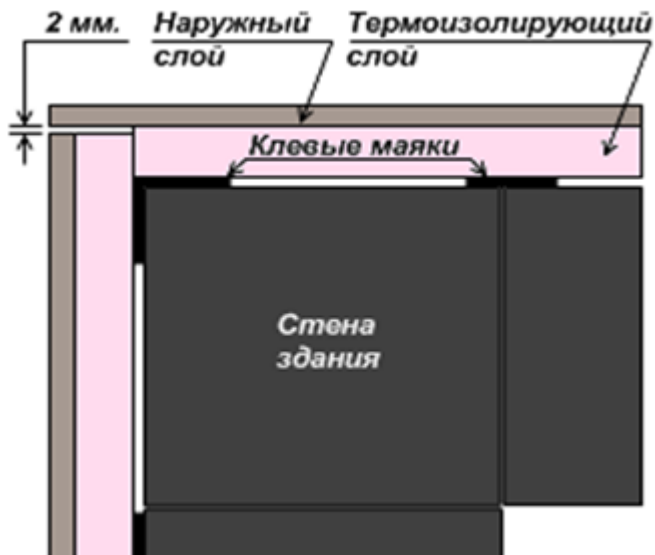 2 мм. Наружный Термоизолирующий
слой слой
Клевые маяки
Стена
здания